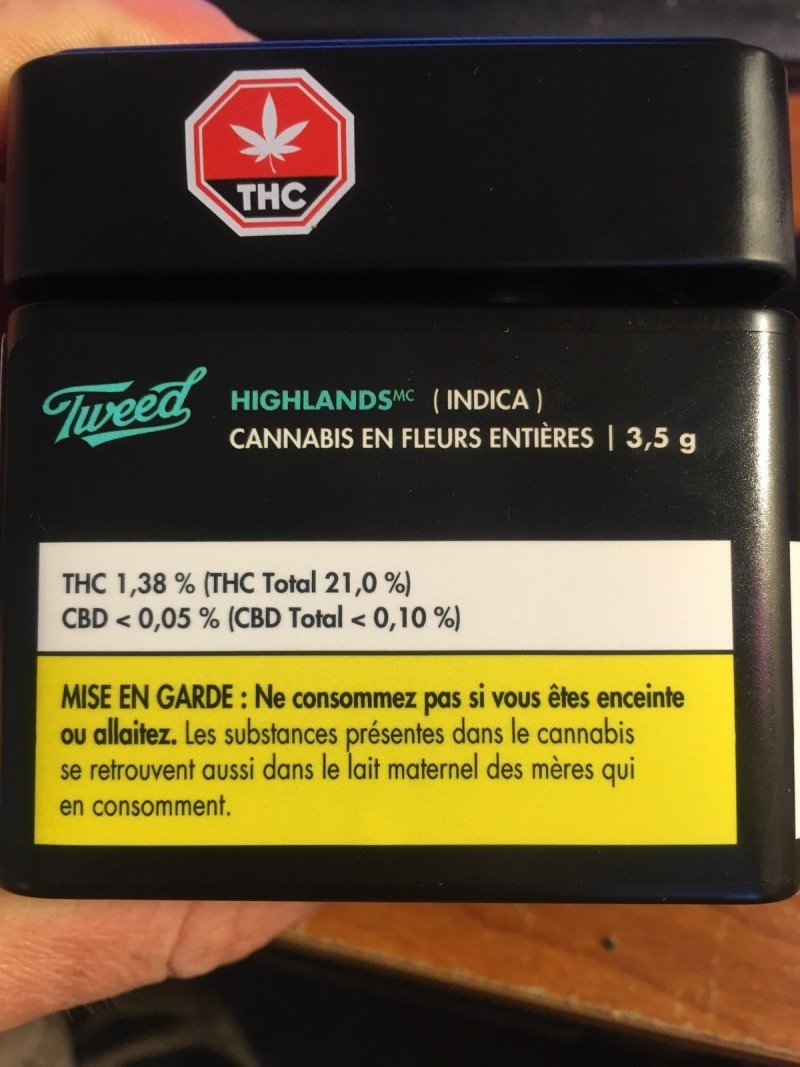 THC
Tweed
HIGHLANDSMC ( INDICA )
CANNABIS EN FLEURS ENTIÈRES | 3,5 g
THC 1,38 % (THC Total 21,0 %)
CBD < 0,05 % (CBD Total < 0,10 %)
MISE EN GARDE : Ne consommez pas si vous êtes enceinte
ou allaitez. Les substances présentes dans le cannabis
se retrouvent aussi dans le lait maternel des mères qui
en consomment.